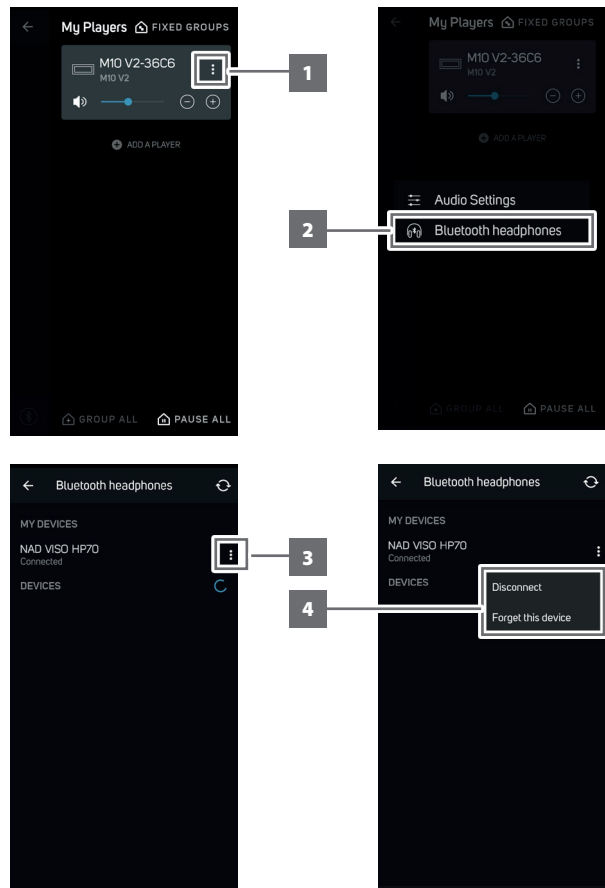 My Players FIXED GROUPS
M10 V2-36C6
M10 V2
ADD A PLAYER
GROUP ALL PAUSE ALL
1
My Players FIXED GROUPS
M10 V2-36C6
M10 V2
ADD A PLAYER
Audio Settings
Bluetooth headphones
GROUP ALL PAUSE ALL
2
Bluetooth headphones
MY DEVICES
NAD VISO HP70
Connected
DEVICES
3
Bluetooth headphones
MY DEVICES
NAD VISO HP70
Connected
DEVICES
Disconnect
Forget this device
4